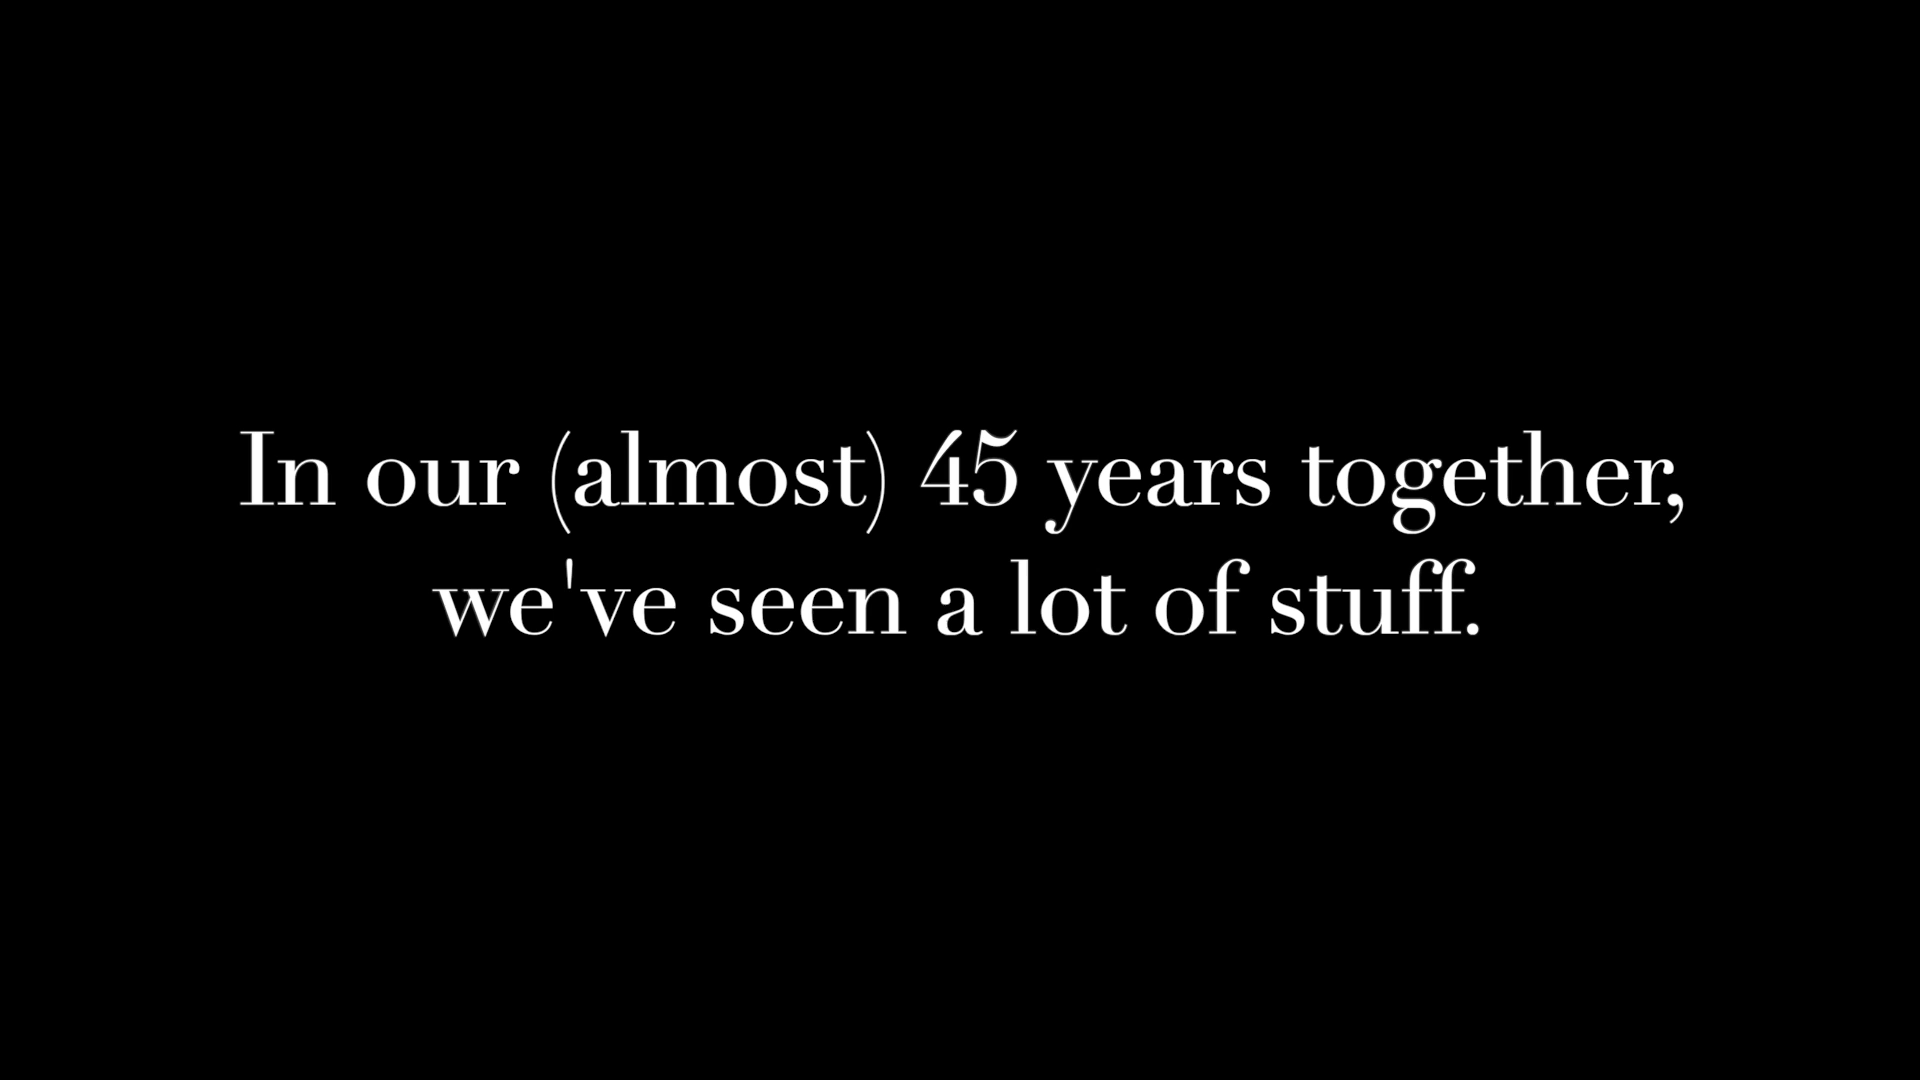 In our (almost) 45 years together,
we've seen a lot of stuff.